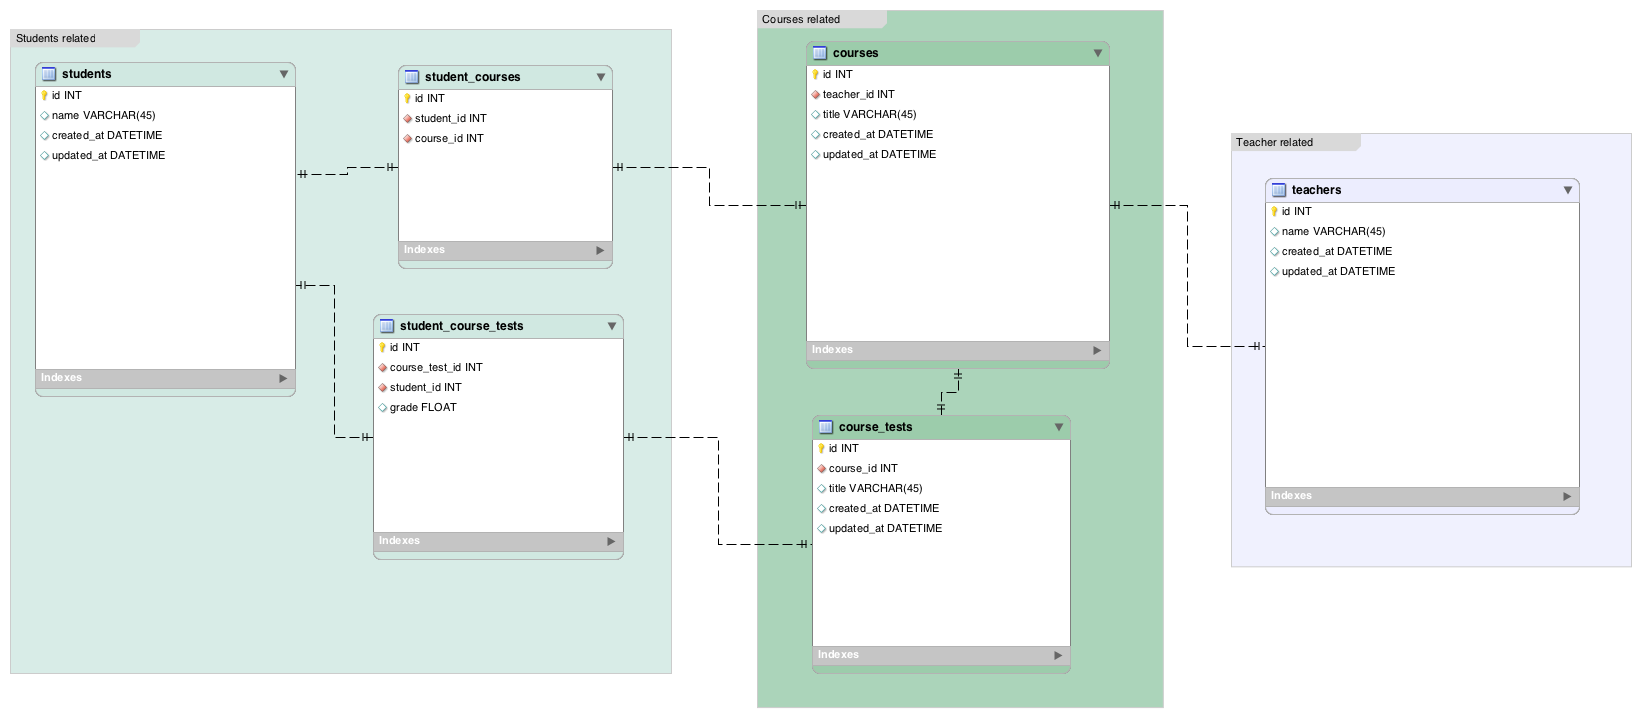 Students related
students
id INT
name VARCHAR(45)
created_at DATETIME
updated_at DATETIME
Indexes
student_courses
id INT
student_id INT
course_id INT
Indexes
student_course_tests
id INT
course_test_id INT
student_id INT
grade FLOAT
Indexes
Courses related
courses
id INT
teacher_id INT
title VARCHAR(45)
created_at DATETIME
updated_at DATETIME
Indexes
course_tests
id INT
course_id INT
title VARCHAR(45)
created_at DATETIME
updated_at DATETIME
Indexes
Teacher related
teachers
id INT
name VARCHAR(45)
created_at DATETIME
updated_at DATETIME
Indexes